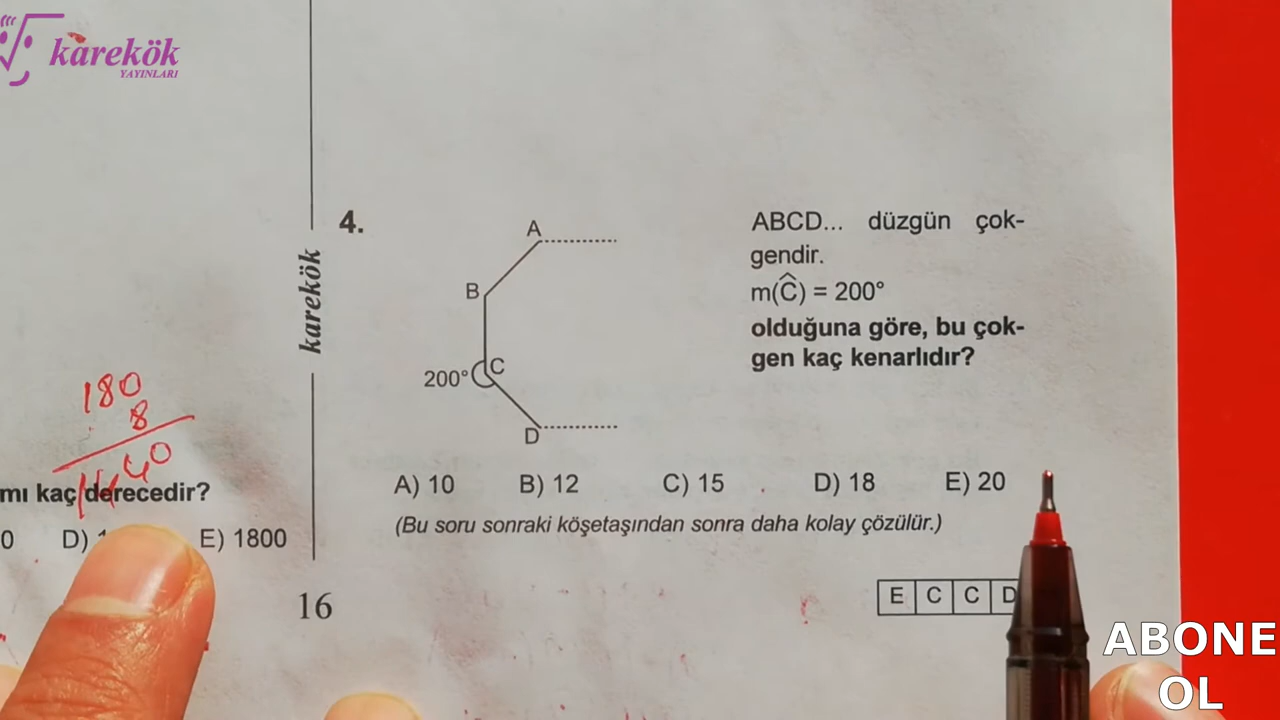 karekök
YAYINLARI
karekök
180
8
1440
mı kaç derecedir?
0 D) 1 E) 1800
16
4.
A
B
C
200°
D
ABCD... düzgün çok-
gendir.
m(Ĉ) = 200°
olduğuna göre, bu çok-
gen kaç kenarlıdır?
A) 10 B) 12 C) 15 D) 18 E) 20
(Bu soru sonraki köşetaşından sonra daha kolay çözülür.)
E C C D
ABONE
OL